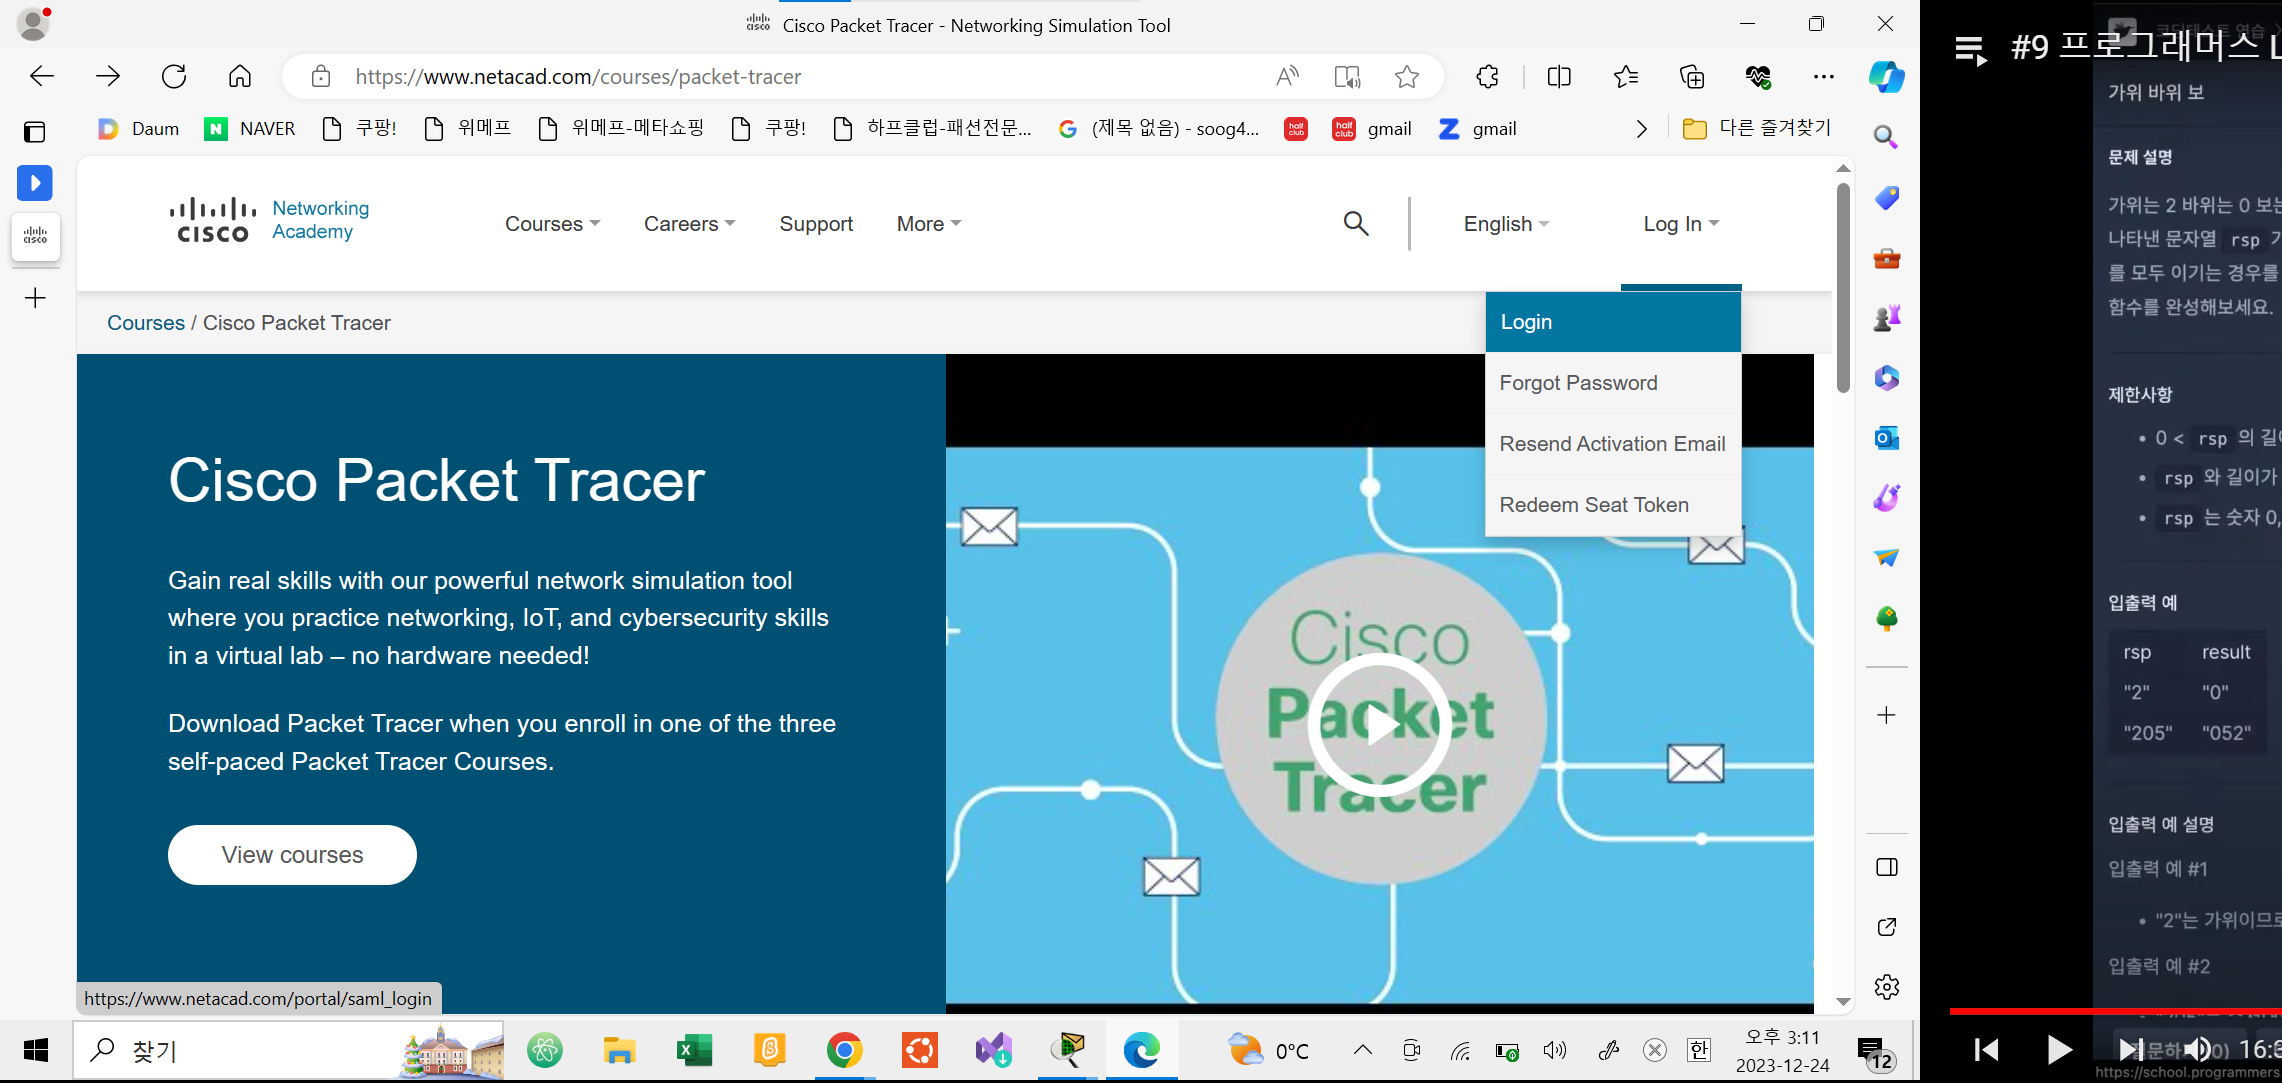 Cisco Packet Tracer - Networking Simulation Tool
https://www.netacad.com/courses/packet-tracer
Daum
NAVER
쿠팡!
위메프
위메프-메타쇼핑
쿠팡!
하프클럽-패션전문...
(제목 없음) - soog4...
gmail
gmail
다른 즐겨찾기
CISCO
Networking
Academy
Courses
Careers
Support
More
English
Log In
Courses / Cisco Packet Tracer
Login
Forgot Password
Resend Activation Email
Redeem Seat Token
Cisco Packet Tracer
Gain real skills with our powerful network simulation tool
where you practice networking, IoT, and cybersecurity skills
in a virtual lab – no hardware needed!
Download Packet Tracer when you enroll in one of the three
self-paced Packet Tracer Courses.
View courses
Cisco
Packet
Tracer
https://www.netacad.com/portal/saml_login
찾기
0°C
한
오후 3:11
2023-12-24
12
#9 프로그래머스 L
코딩테스트 연습
가위 바위 보
문제 설명
가위는 2 바위는 0 보는
나타낸 문자열 rsp 가
를 모두 이기는 경우를
함수를 완성해보세요.
제한사항
0 < rsp 의 길이
rsp 와 길이가
rsp 는 숫자 0,
입출력 예
rsp result
"2" "0"
"205" "052"
입출력 예 설명
입출력 예 #1
"2"는 가위이므로
입출력 예 #2
https://school.programmers